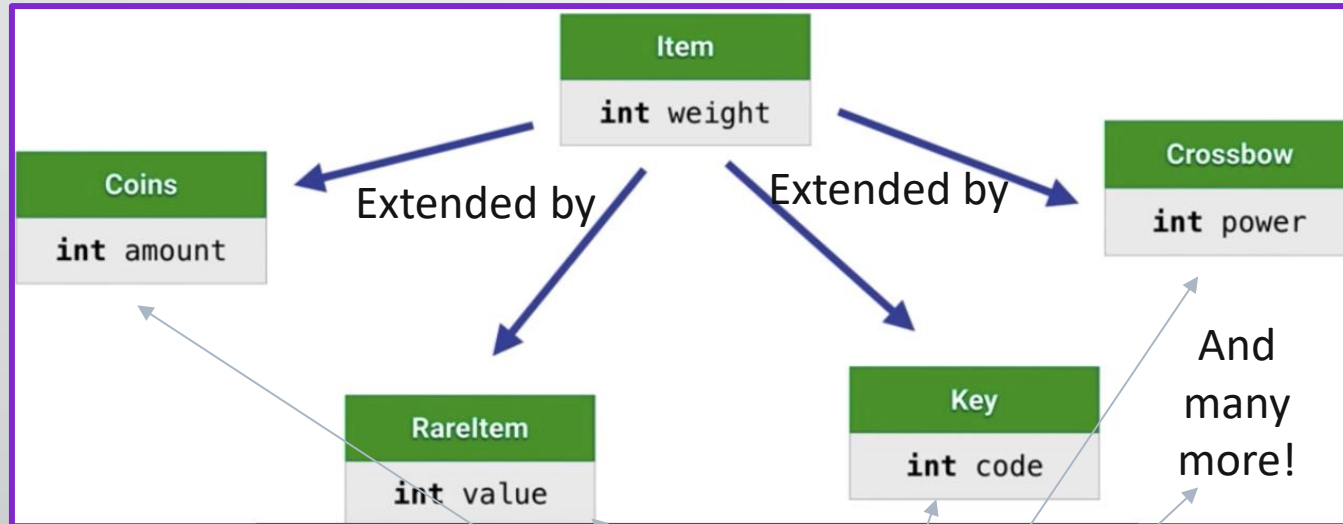 Item
int weight
Coins
int amount
Extended by
Extended by
Crossbow
int power
RareItem
int value
Key
int code
And
many
more!